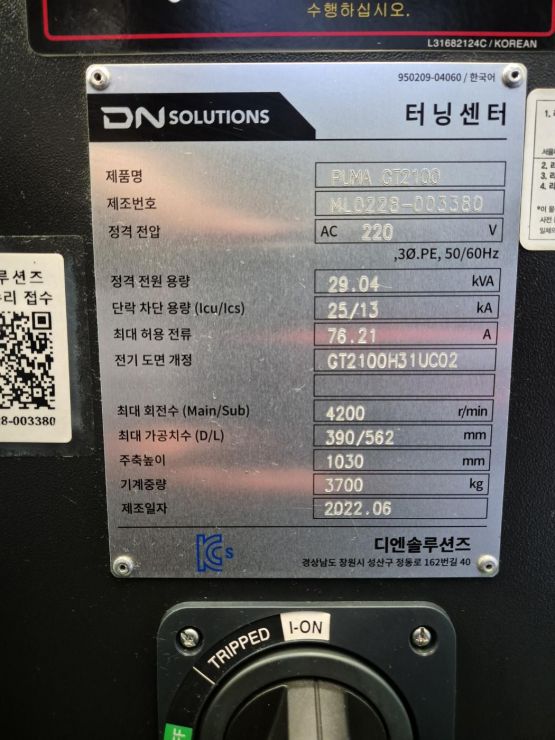 수행하십시오.
L31682124C / KOREAN
950209-04060 / 한국어
DN SOLUTIONS 터닝센터
제품명 PUMA GT2100
제조번호 ML0228-003380
정격 전압 AC 220 V
,3Ø.PE, 50/60Hz
정격 전원 용량 29.04 kVA
단락 차단 용량 (Icu/Ics) 25/13 kA
최대 허용 전류 76.21 A
전기 도면 개정 GT2100H31UC02
최대 회전수 (Main/Sub) 4200 r/min
최대 가공치수 (D/L) 390/562 mm
주축높이 1030 mm
기계중량 3700 kg
제조일자 2022.06
S
디엔솔루션즈
경상남도 창원시 성산구 정동로 162번길 40
루션즈
리 접수
8-003380
1.
2.
3.
4.
TRIPPED
I-ON